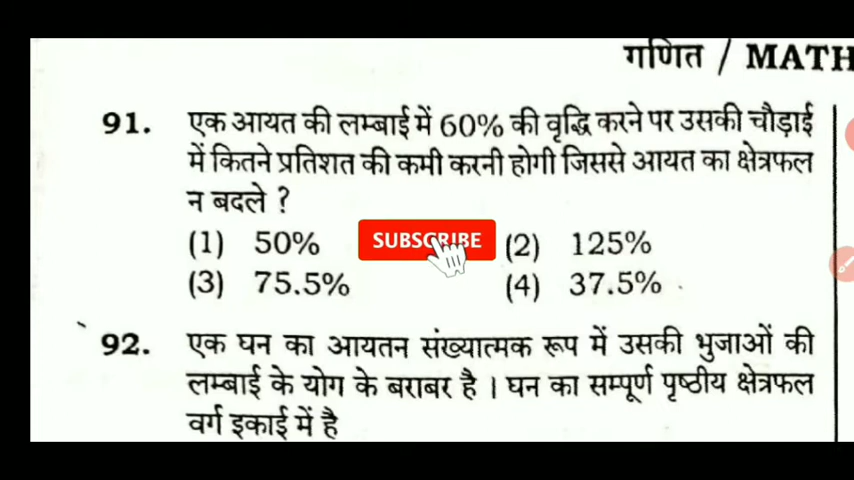 गणित / MATH
91. एक आयत की लम्बाई में 60% की वृद्धि करने पर उसकी चौड़ाई
में कितने प्रतिशत की कमी करनी होगी जिससे आयत का क्षेत्रफल
न बदले ?
(1) 50% SUBSCRIBE (2) 125%
(3) 75.5% (4) 37.5%
92. एक घन का आयतन संख्यात्मक रूप में उसकी भुजाओं की
लम्बाई के योग के बराबर है । घन का सम्पूर्ण पृष्ठीय क्षेत्रफल
वर्ग इकाई में है